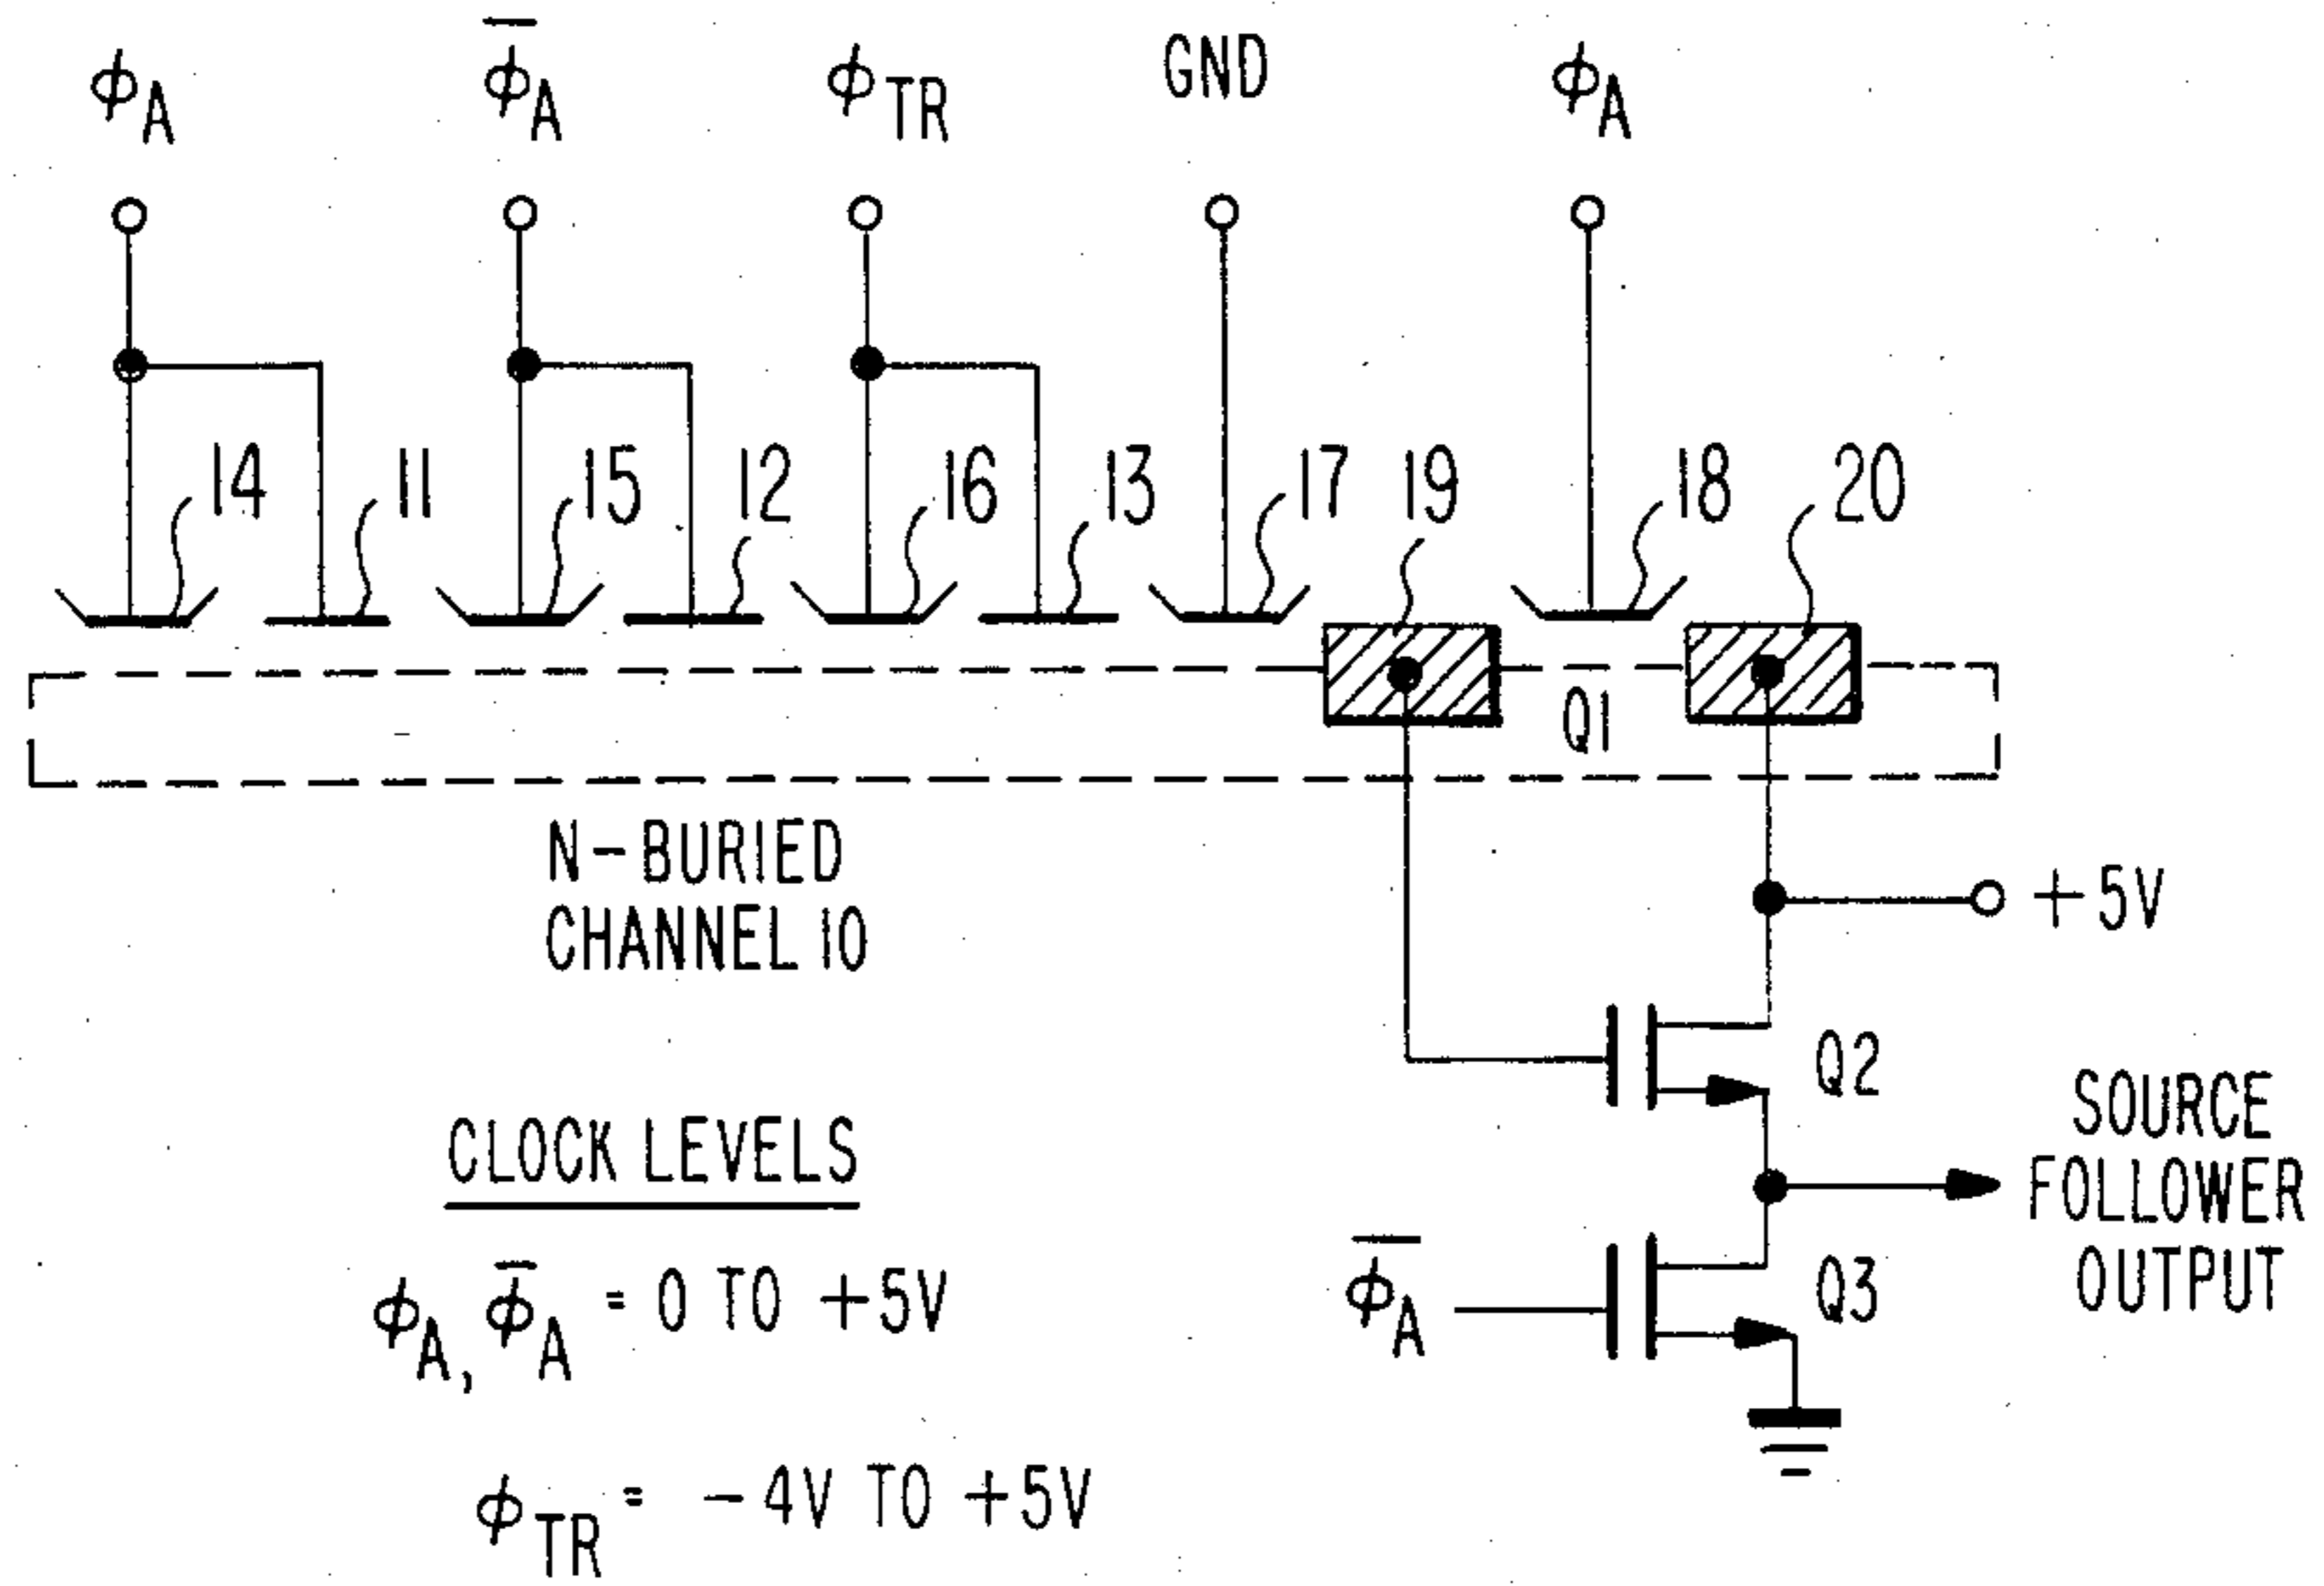 ϕA ϕ̅A ϕTR GND ϕA
14 11 15 12 16 13 17 19 18 20
Q1
N-BURIED
CHANNEL 10
+5V
Q2
SOURCE
FOLLOWER
OUTPUT
ϕ̅A
Q3
CLOCK LEVELS
ϕA, ϕ̅A = 0 TO +5V
ϕTR = -4V TO +5V